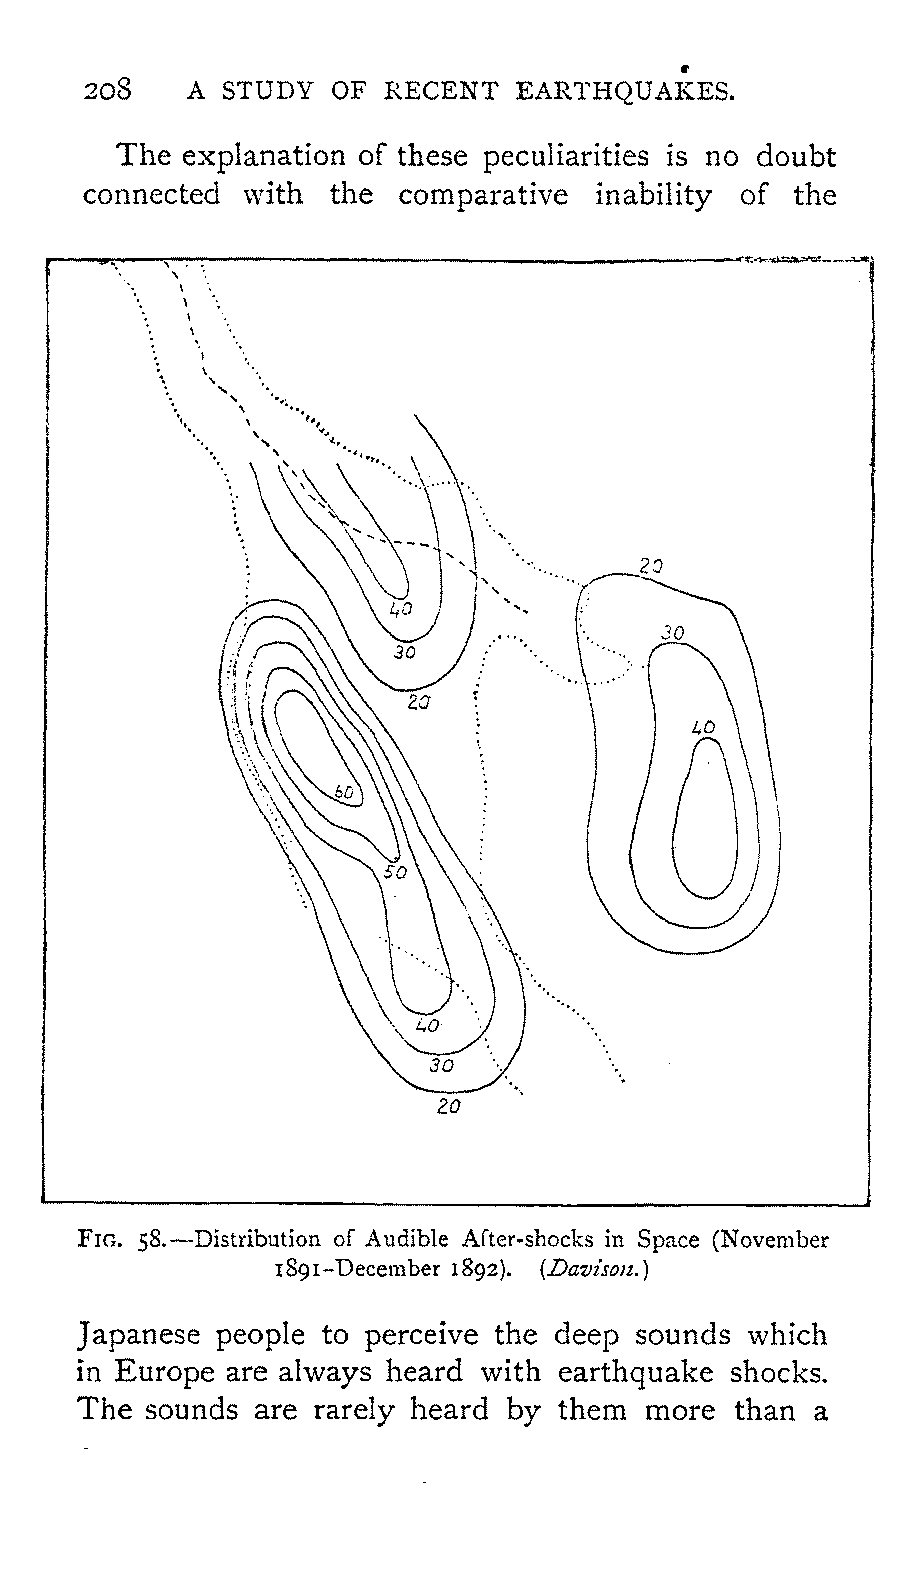 208 A STUDY OF RECENT EARTHQUAKES.
The explanation of these peculiarities is no doubt
connected with the comparative inability of the
20
30
40
40
30
20
60
50
40
30
20
FIG. 58.—Distribution of Audible After-shocks in Space (November
1891-December 1892). (Davison.)
Japanese people to perceive the deep sounds which
in Europe are always heard with earthquake shocks.
The sounds are rarely heard by them more than a